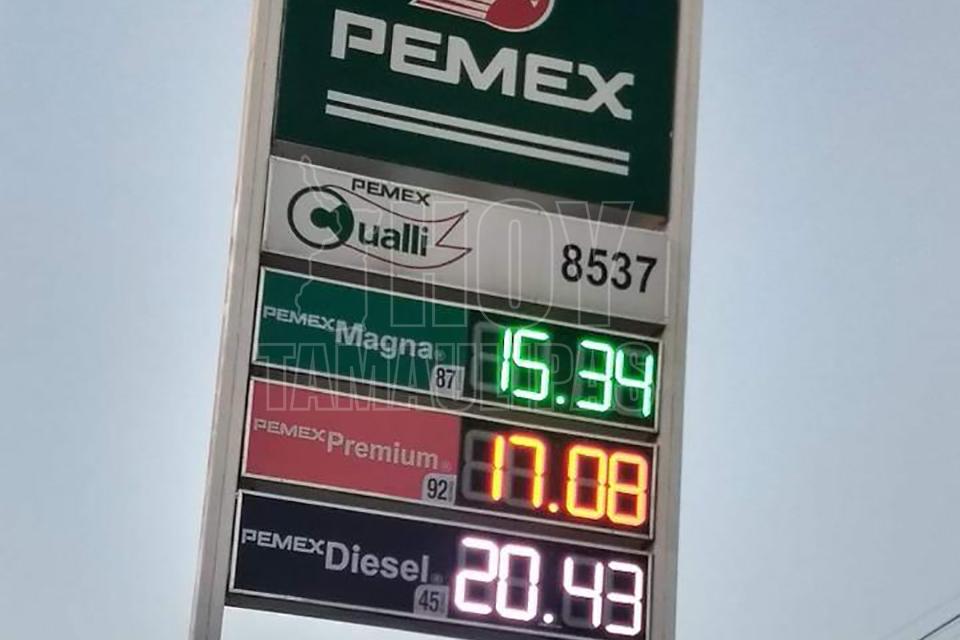 PEMEX
PEMEX
Cualli
8537
PEMEX Magna 87 15.34
PEMEX Premium 92 17.08
PEMEX Diesel 45 20.43
HOY
TAMAULIPAS